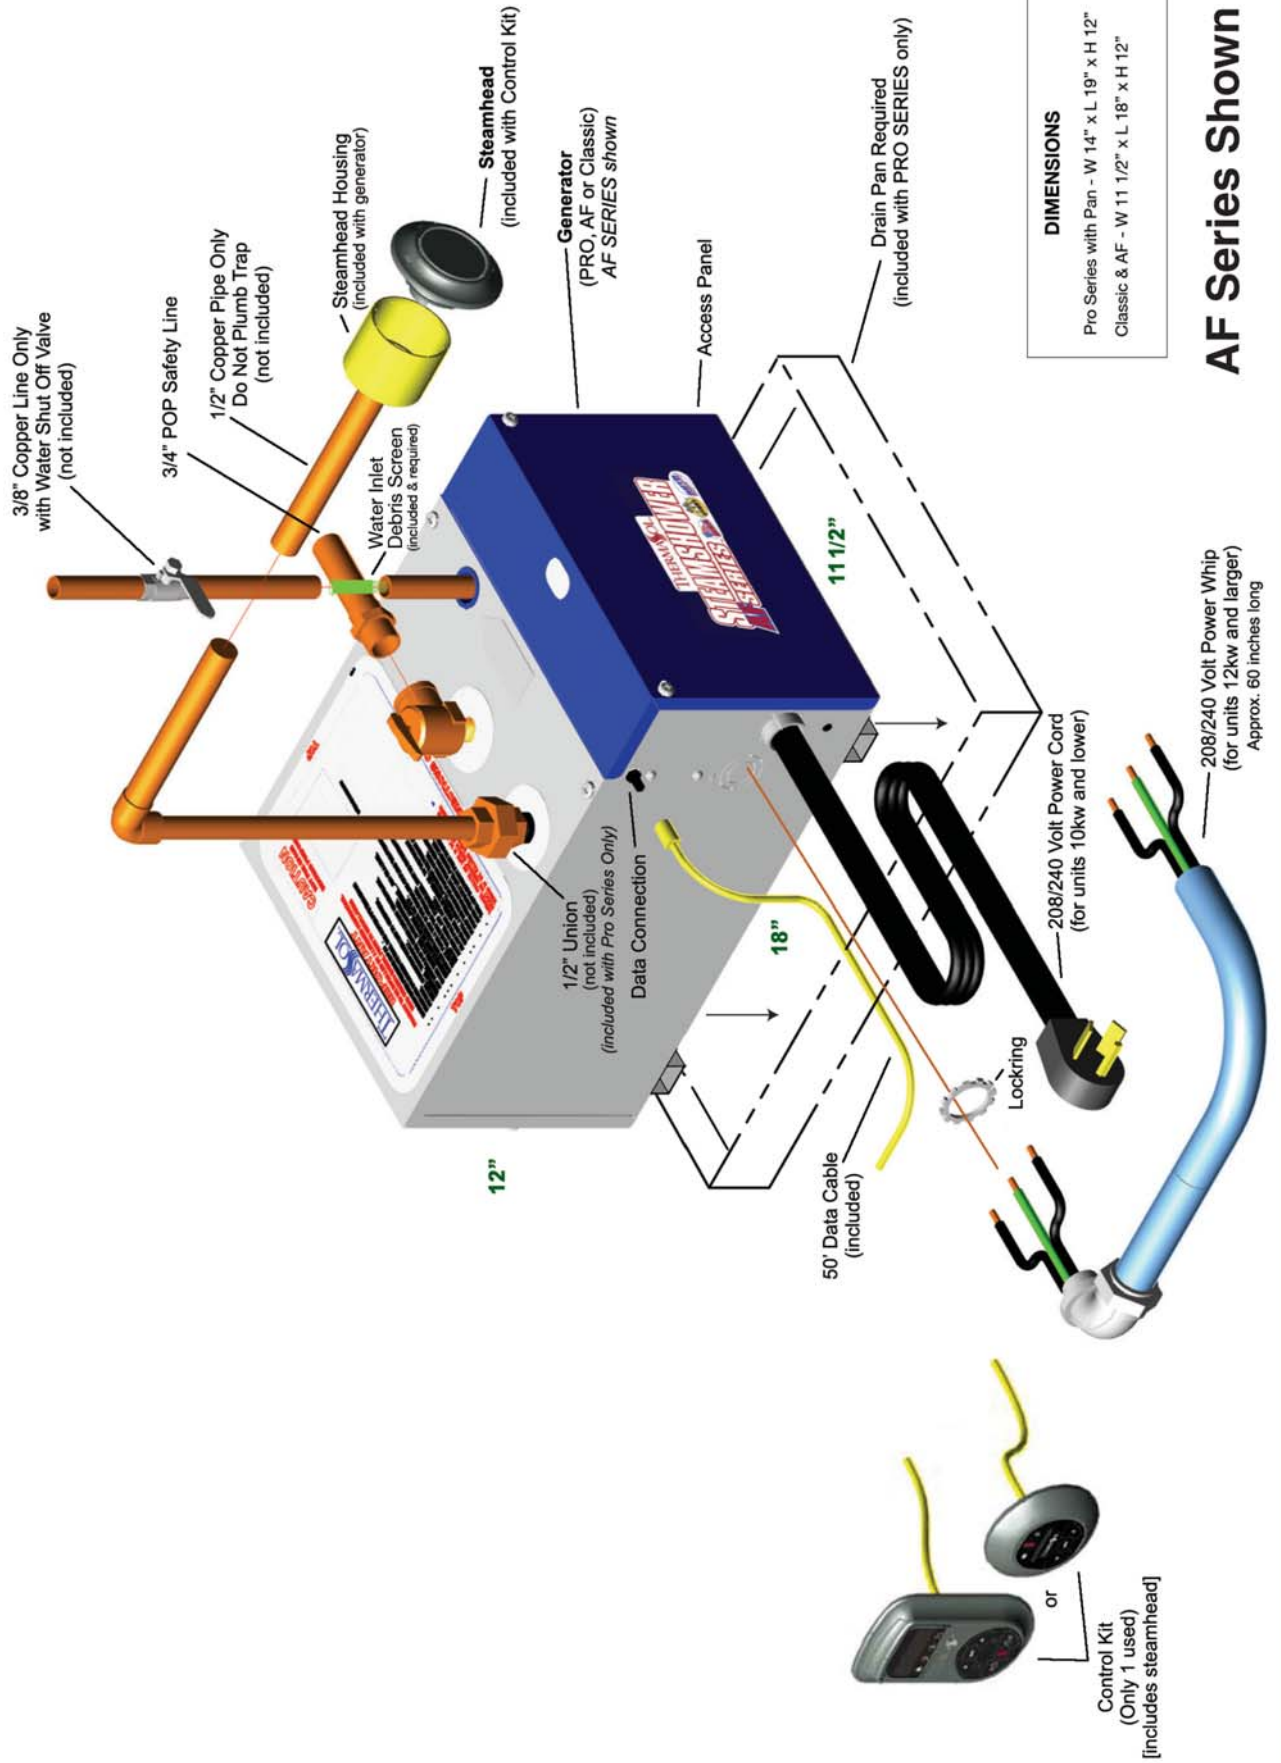 3/8” Copper Line Only
with Water Shut Off Valve
(not included)
3/4” POP Safety Line
1/2” Copper Pipe Only
Do Not Plumb Trap
(not included)
Steamhead Housing
(included with generator)
Steamhead
(included with Control Kit)
Water Inlet
Debris Screen
(included & required)
Generator
(PRO, AF or Classic)
AF SERIES shown
Access Panel
Drain Pan Required
(included with PRO SERIES only)
THERMASOL
TOP
TOP
THERMASOL
STEAMSHOWER
AF SERIES
1/2” Union
(not included)
(included with Pro Series Only)
Data Connection
12”
18”
11 1/2”
50’ Data Cable
(included)
Lockring
208/240 Volt Power Cord
(for units 10kw and lower)
208/240 Volt Power Whip
(for units 12kw and larger)
Approx. 60 inches long
or
Control Kit
(Only 1 used)
[includes steamhead]
DIMENSIONS
Pro Series with Pan - W 14” x L 19” x H 12”
Classic & AF - W 11 1/2” x L 18” x H 12”
AF Series Shown